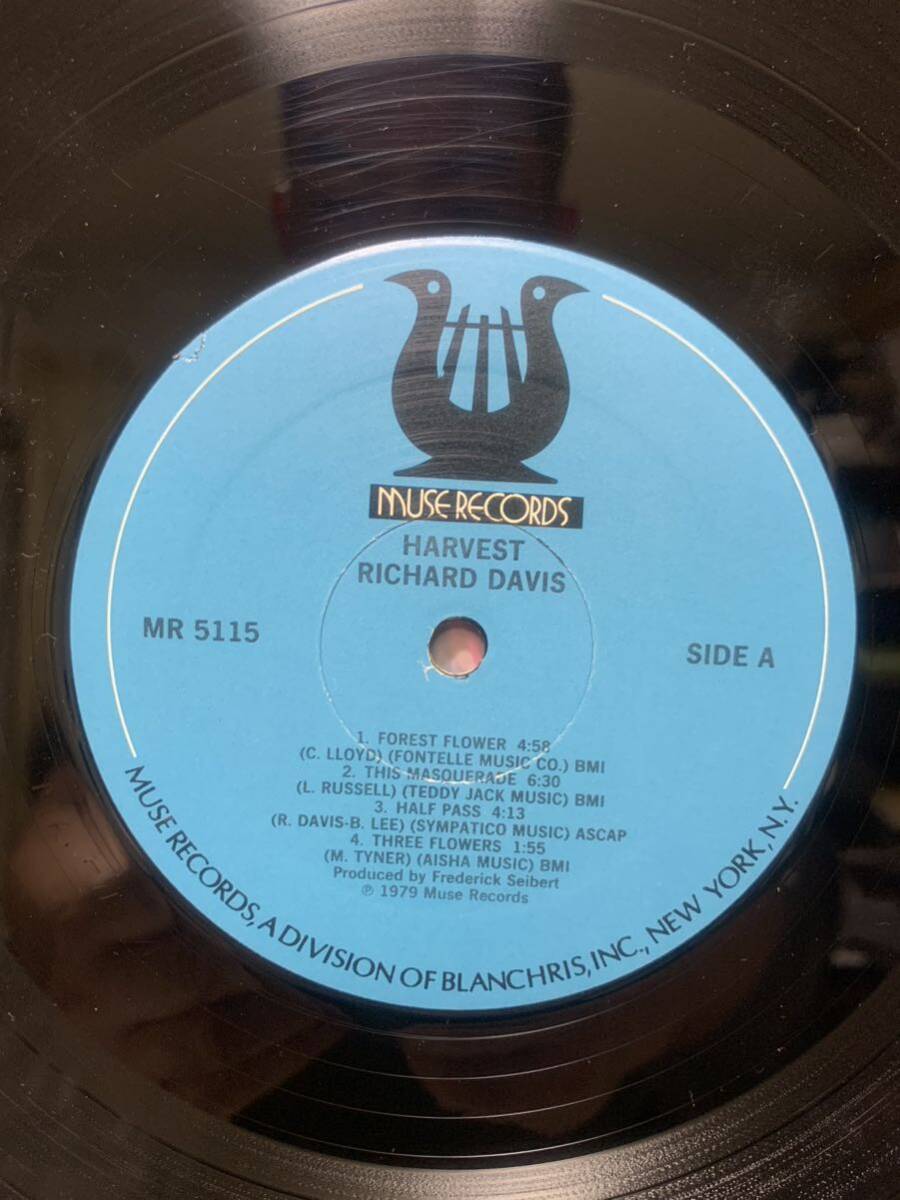 MUSE RECORDS
HARVEST
RICHARD DAVIS
MR 5115
SIDE A
1. FOREST FLOWER 4:58
(C. LLOYD) (FONTELLE MUSIC CO.) BMI
2. THIS MASQUERADE 6:30
(L. RUSSELL) (TEDDY JACK MUSIC) BMI
3. HALF PASS 4:13
(R. DAVIS-B. LEE) (SYMPATICO MUSIC) ASCAP
4. THREE FLOWERS 1:55
(M. TYNER) (AISHA MUSIC) BMI
Produced by Frederick Seibert
℗ 1979 Muse Records
MUSE RECORDS, A DIVISION OF BLANCHRIS, INC., NEW YORK, N.Y.